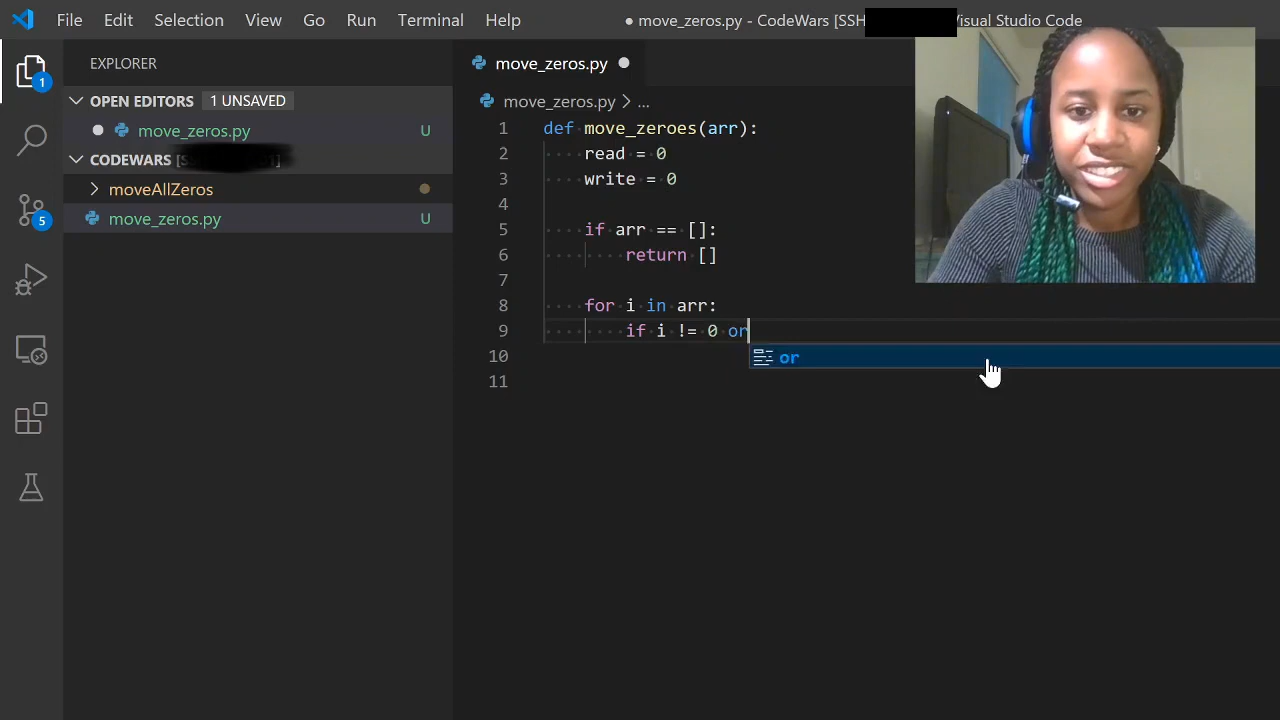 File Edit Selection View Go Run Terminal Help
● move_zeros.py - CodeWars [SSH Visual Studio Code
EXPLORER
OPEN EDITORS 1 UNSAVED
move_zeros.py U
CODEWARS [
moveAllZeros
move_zeros.py U
1
5
move_zeros.py
move_zeros.py > ...
1 def move_zeroes(arr):
2 read = 0
3 write = 0
4
5 if arr == []:
6 return []
7
8 for i in arr:
9 if i != 0 or
or
10
11